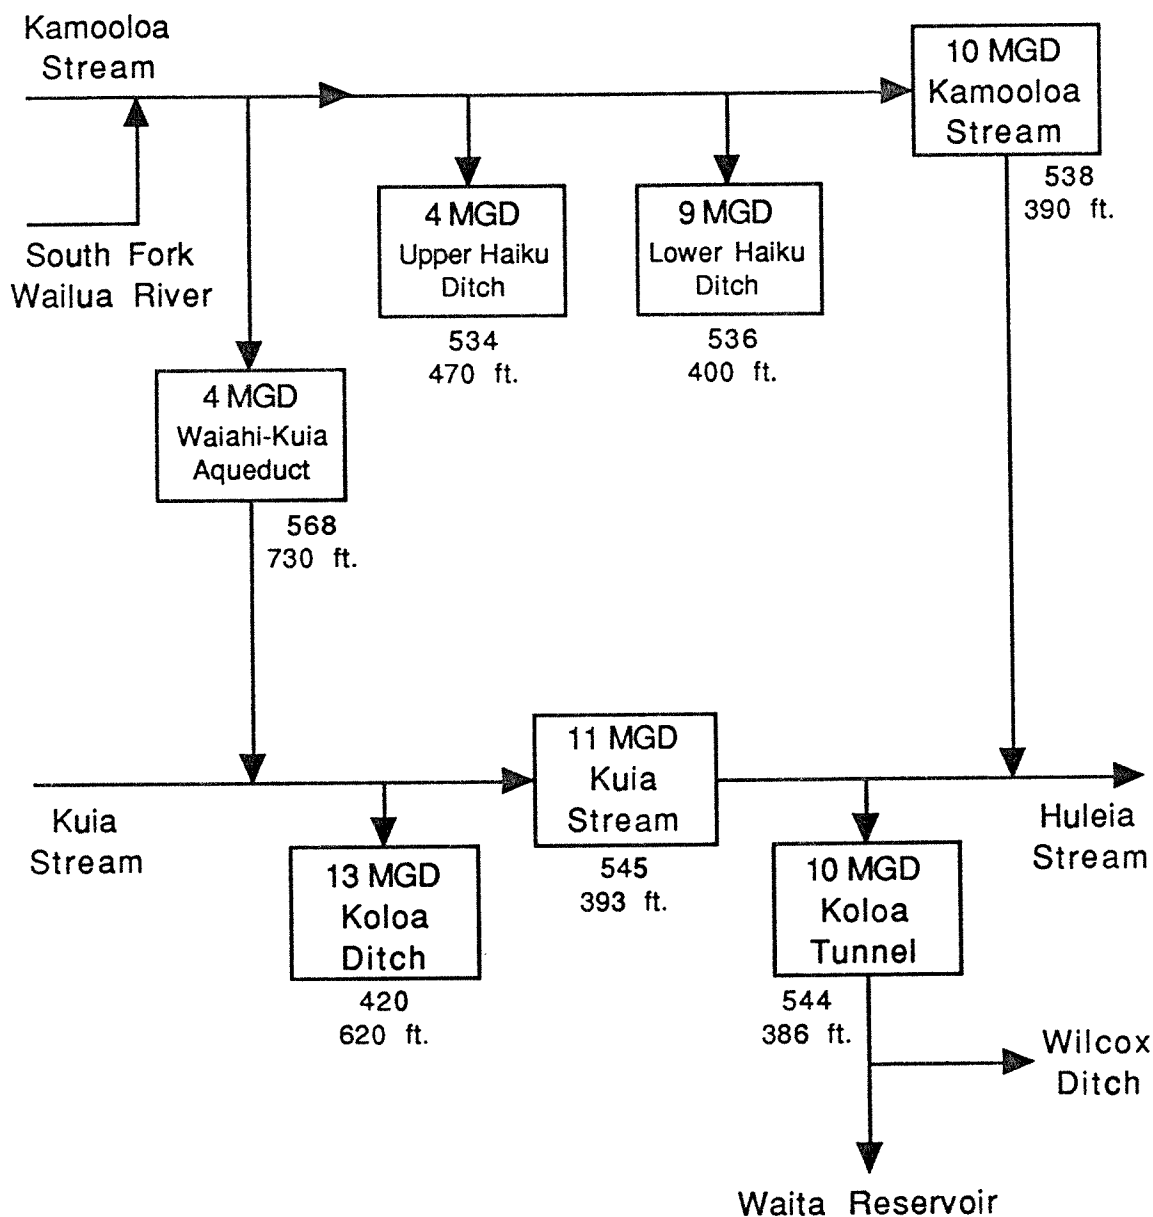 Kamooloa
Stream
10 MGD
Kamooloa
Stream
538
390 ft.
4 MGD
Upper Haiku
Ditch
534
470 ft.
9 MGD
Lower Haiku
Ditch
536
400 ft.
South Fork
Wailua River
4 MGD
Waiahi-Kuia
Aqueduct
568
730 ft.
11 MGD
Kuia
Stream
545
393 ft.
Kuia
Stream
Huleia
Stream
13 MGD
Koloa
Ditch
420
620 ft.
10 MGD
Koloa
Tunnel
544
386 ft.
Wilcox
Ditch
Waita Reservoir